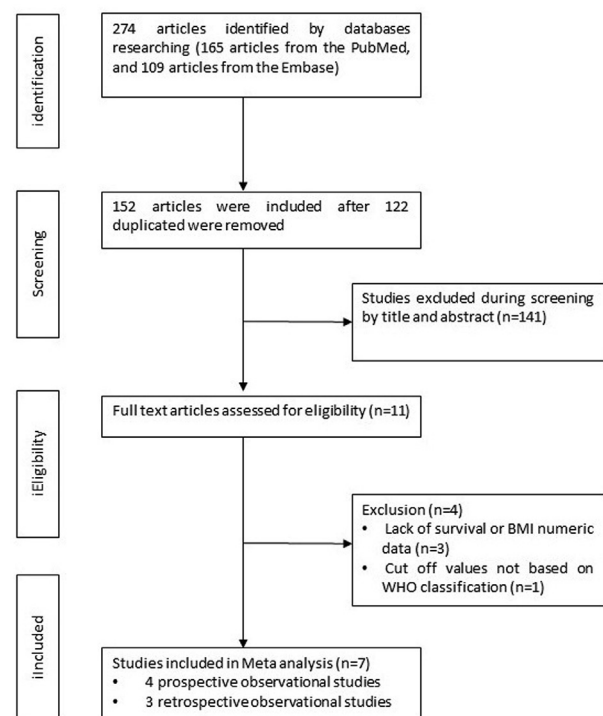 identification
274 articles identified by databases
researching (165 articles from the PubMed,
and 109 articles from the Embase)
Screening
152 articles were included after 122
duplicated were removed
Studies excluded during screening
by title and abstract (n=141)
iEligibility
Full text articles assessed for eligibility (n=11)
Exclusion (n=4)
• Lack of survival or BMI numeric
data (n=3)
• Cut off values not based on
WHO classification (n=1)
iIncluded
Studies included in Meta analysis (n=7)
• 4 prospective observational studies
• 3 retrospective observational studies